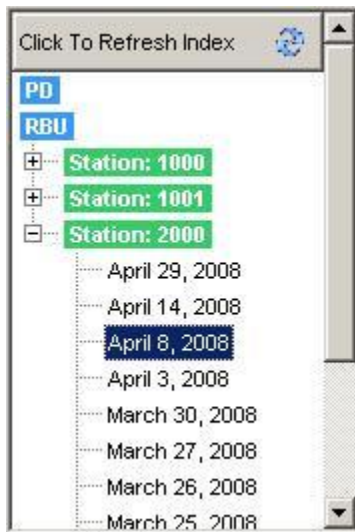 Click To Refresh Index
PD
RBU
Station: 1000
Station: 1001
Station: 2000
April 29, 2008
April 14, 2008
April 8, 2008
April 3, 2008
March 30, 2008
March 27, 2008
March 26, 2008
March 25, 2008